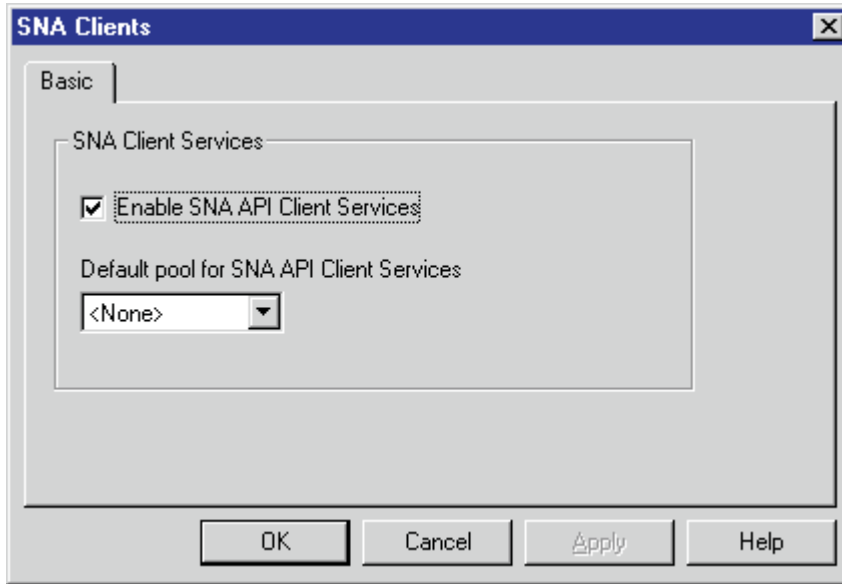 SNA Clients
Basic
SNA Client Services
Enable SNA API Client Services
Default pool for SNA API Client Services
<None>
OK Cancel Apply Help